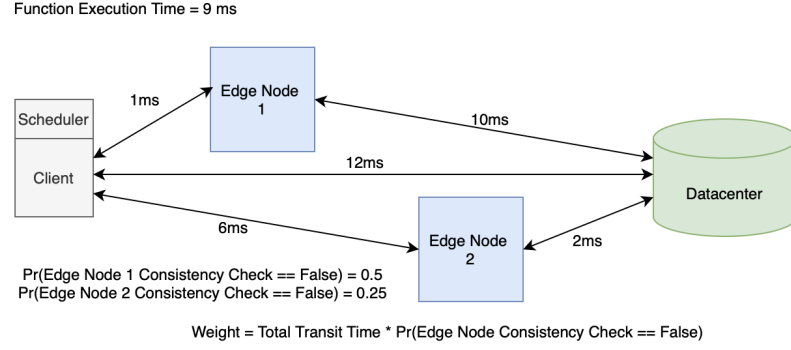 Function Execution Time = 9 ms
Edge Node
1
1ms
10ms
Scheduler
Client
12ms
Datacenter
6ms
Edge Node
2
2ms
Pr(Edge Node 1 Consistency Check == False) = 0.5
Pr(Edge Node 2 Consistency Check == False) = 0.25
Weight = Total Transit Time * Pr(Edge Node Consistency Check == False)